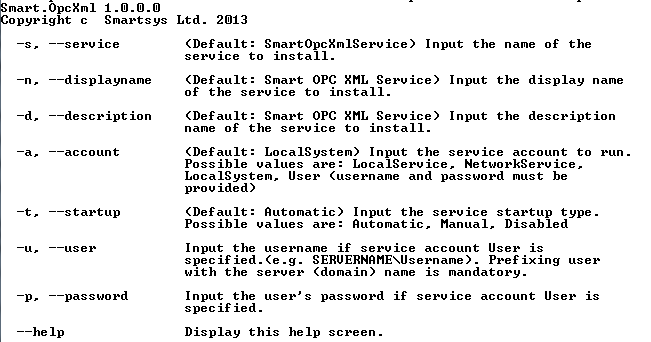 Smart.OpcXml 1.0.0.0
Copyright c  Smartsys Ltd. 2013
-s, --service (Default: SmartOpcXmlService) Input the name of the
service to install.
-n, --displayname (Default: Smart OPC XML Service) Input the display name
of the service to install.
-d, --description (Default: Smart OPC XML Service) Input the description
name of the service to install.
-a, --account (Default: LocalSystem) Input the service account to run.
Possible values are: LocalService, NetworkService,
LocalSystem, User (username and password must be
provided)
-t, --startup (Default: Automatic) Input the service startup type.
Possible values are: Automatic, Manual, Disabled
-u, --user Input the username if service account User is
specified.(e.g. SERVERNAME\Username). Prefixing user
with the server (domain) name is mandatory.
-p, --password Input the user's password if service account User is
specified.
--help Display this help screen.